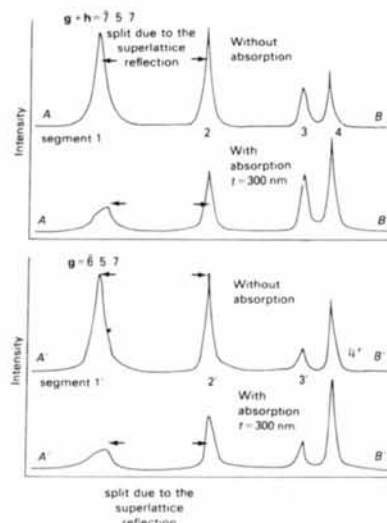 g + h = 7 5 7
split due to the
superlattice
reflection
Without
absorption
Intensity
A
B
segment 1
2
3
4
With
absorption
t = 300 nm
A
B
g = 6 5 7
Without
absorption
Intensity
A'
4'
B'
segment 1'
2'
3'
With
absorption
t = 300 nm
A'
B'
split due to the
superlattice
reflection